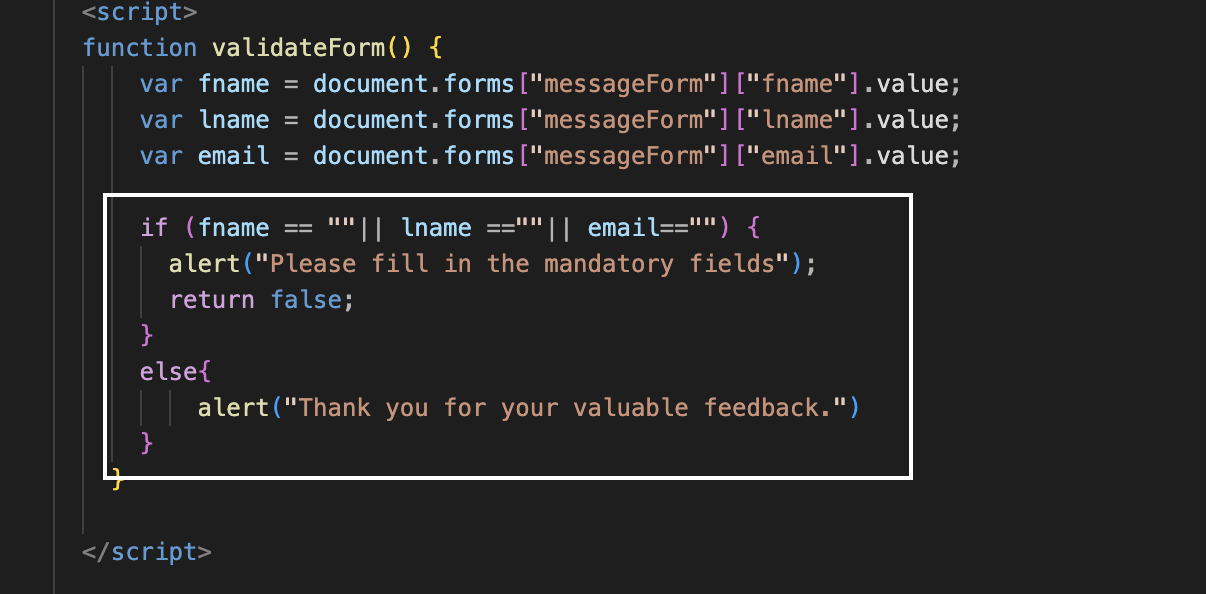 <script>
function validateForm() {
var fname = document.forms["messageForm"]["fname"].value;
var lname = document.forms["messageForm"]["lname"].value;
var email = document.forms["messageForm"]["email"].value;
if (fname == ""|| lname ==""|| email=="") {
alert("Please fill in the mandatory fields");
return false;
}
else{
alert("Thank you for your valuable feedback.")
}
}
</script>